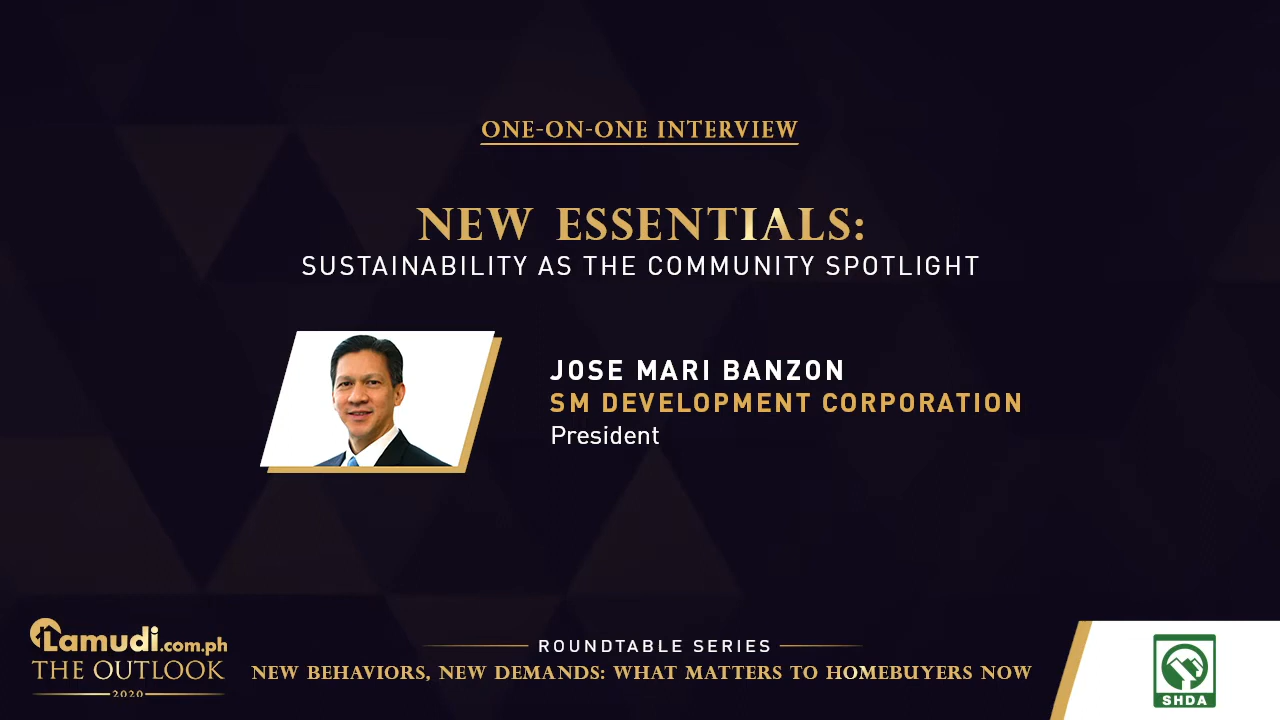 ONE-ON-ONE INTERVIEW
NEW ESSENTIALS:
SUSTAINABILITY AS THE COMMUNITY SPOTLIGHT
JOSE MARI BANZON
SM DEVELOPMENT CORPORATION
President
Lamudi.com.ph
THE OUTLOOK
2020
ROUNDTABLE SERIES
NEW BEHAVIORS, NEW DEMANDS: WHAT MATTERS TO HOMEBUYERS NOW
SHDA